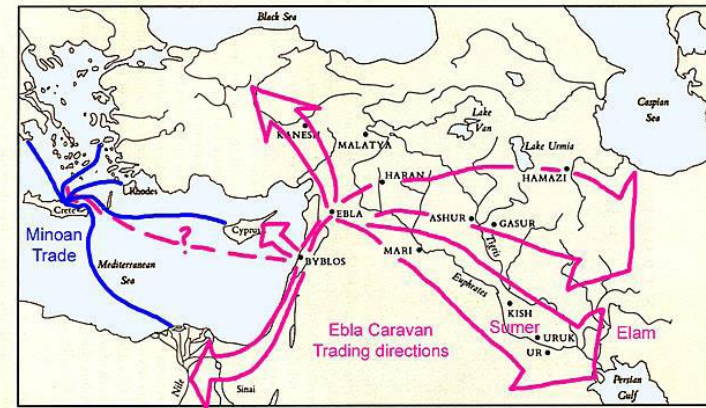 Black Sea
Caspian
Sea
KANESH
MALATYA
Lake
Van
Lake Urmia
HARAN
HAMAZI
Rhodes
Crete
EBLA
ASHUR
GASUR
Minoan
Trade
?
Cyprus
Tigris
MARI
BYBLOS
Mediterranean
Sea
Euphrates
KISH
Sumer
Elam
Ebla Caravan
Trading directions
URUK
UR
Nile
Sinai
Persian
Gulf